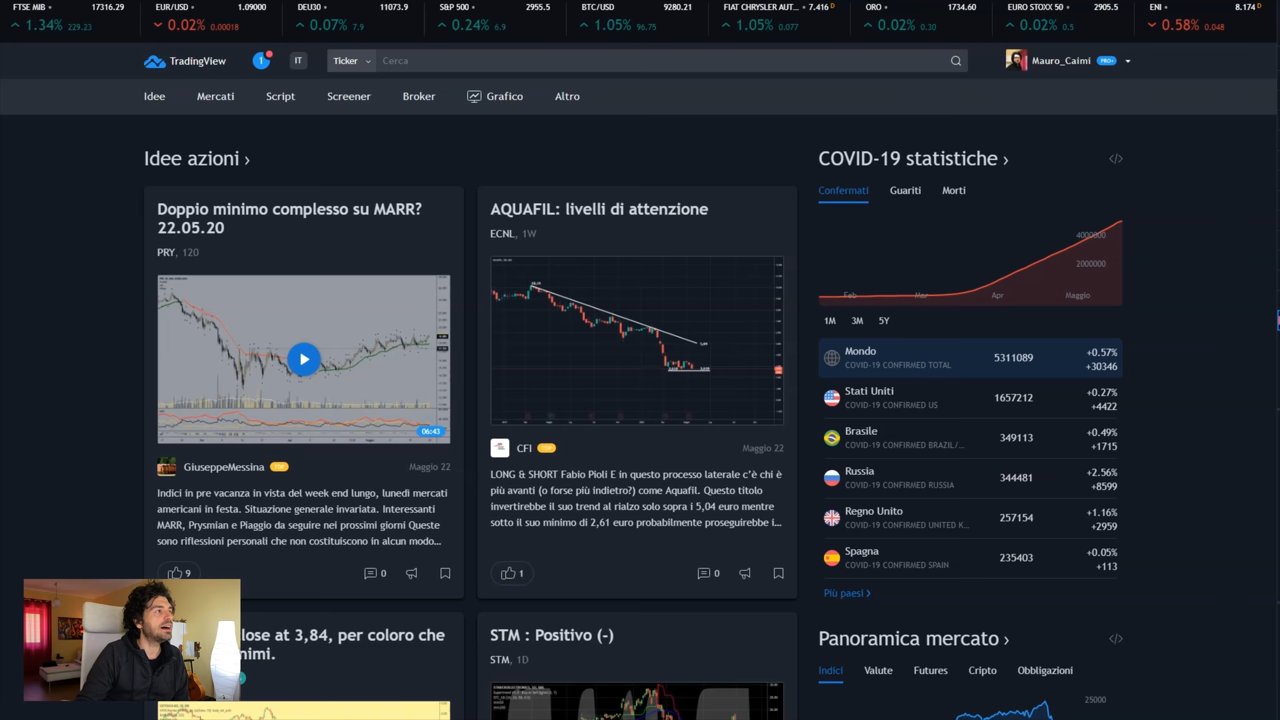 FTSE MIB 17316.29
1.34% 229.23
EUR/USD 1.09000
0.02% 0.00018
DEU30 11073.9
0.07% 7.9
S&P 500 2955.5
0.24% 6.9
BTC/USD 9280.21
1.05% 96.75
FIAT CHRYSLER AUT... 7.416 D
1.05% 0.077
ORO 1734.60
0.02% 0.30
EURO STOXX 50 2905.5
0.02% 0.5
ENI 8.174 D
0.58% 0.048
TradingView
1
IT
Ticker
Cerca
Mauro_Caimi PRO+
Idee Mercati Script Screener Broker Grafico Altro
Idee azioni ›
Doppio minimo complesso su MARR?
22.05.20
PRY, 120
06:43
GiuseppeMessina TOP Maggio 22
Indici in pre vacanza in vista del week end lungo, lunedì mercati
americani in festa. Situazione generale invariata. Interessanti
MARR, Prysmian e Piaggio da seguire nei prossimi giorni Queste
sono riflessioni personali che non costituiscono in alcun modo...
9 0
AQUAFIL: livelli di attenzione
ECNL, 1W
CFI TOP Maggio 22
LONG & SHORT Fabio Pioli E in questo processo laterale c'è chi è
più avanti (o forse più indietro?) come Aquafil. Questo titolo
invertirebbe il suo trend al rialzo solo sopra i 5,04 euro mentre
sotto il suo minimo di 2,61 euro probabilmente proseguirebbe i...
1 0
lose at 3,84, per coloro che
nimi.
STM : Positivo (-)
STM, 1D
COVID-19 statistiche ›
Confermati Guariti Morti
4000000
2000000
Feb Mar Apr Maggio
1M 3M 5Y
Mondo 5311089 +0.57%
COVID-19 CONFIRMED TOTAL +30346
Stati Uniti 1657212 +0.27%
COVID-19 CONFIRMED US +4422
Brasile 349113 +0.49%
COVID-19 CONFIRMED BRAZIL/... +1715
Russia 344481 +2.56%
COVID-19 CONFIRMED RUSSIA +8599
Regno Unito 257154 +1.16%
COVID-19 CONFIRMED UNITED K... +2959
Spagna 235403 +0.05%
COVID-19 CONFIRMED SPAIN +113
Più paesi ›
Panoramica mercato ›
Indici Valute Futures Cripto Obbligazioni
25000